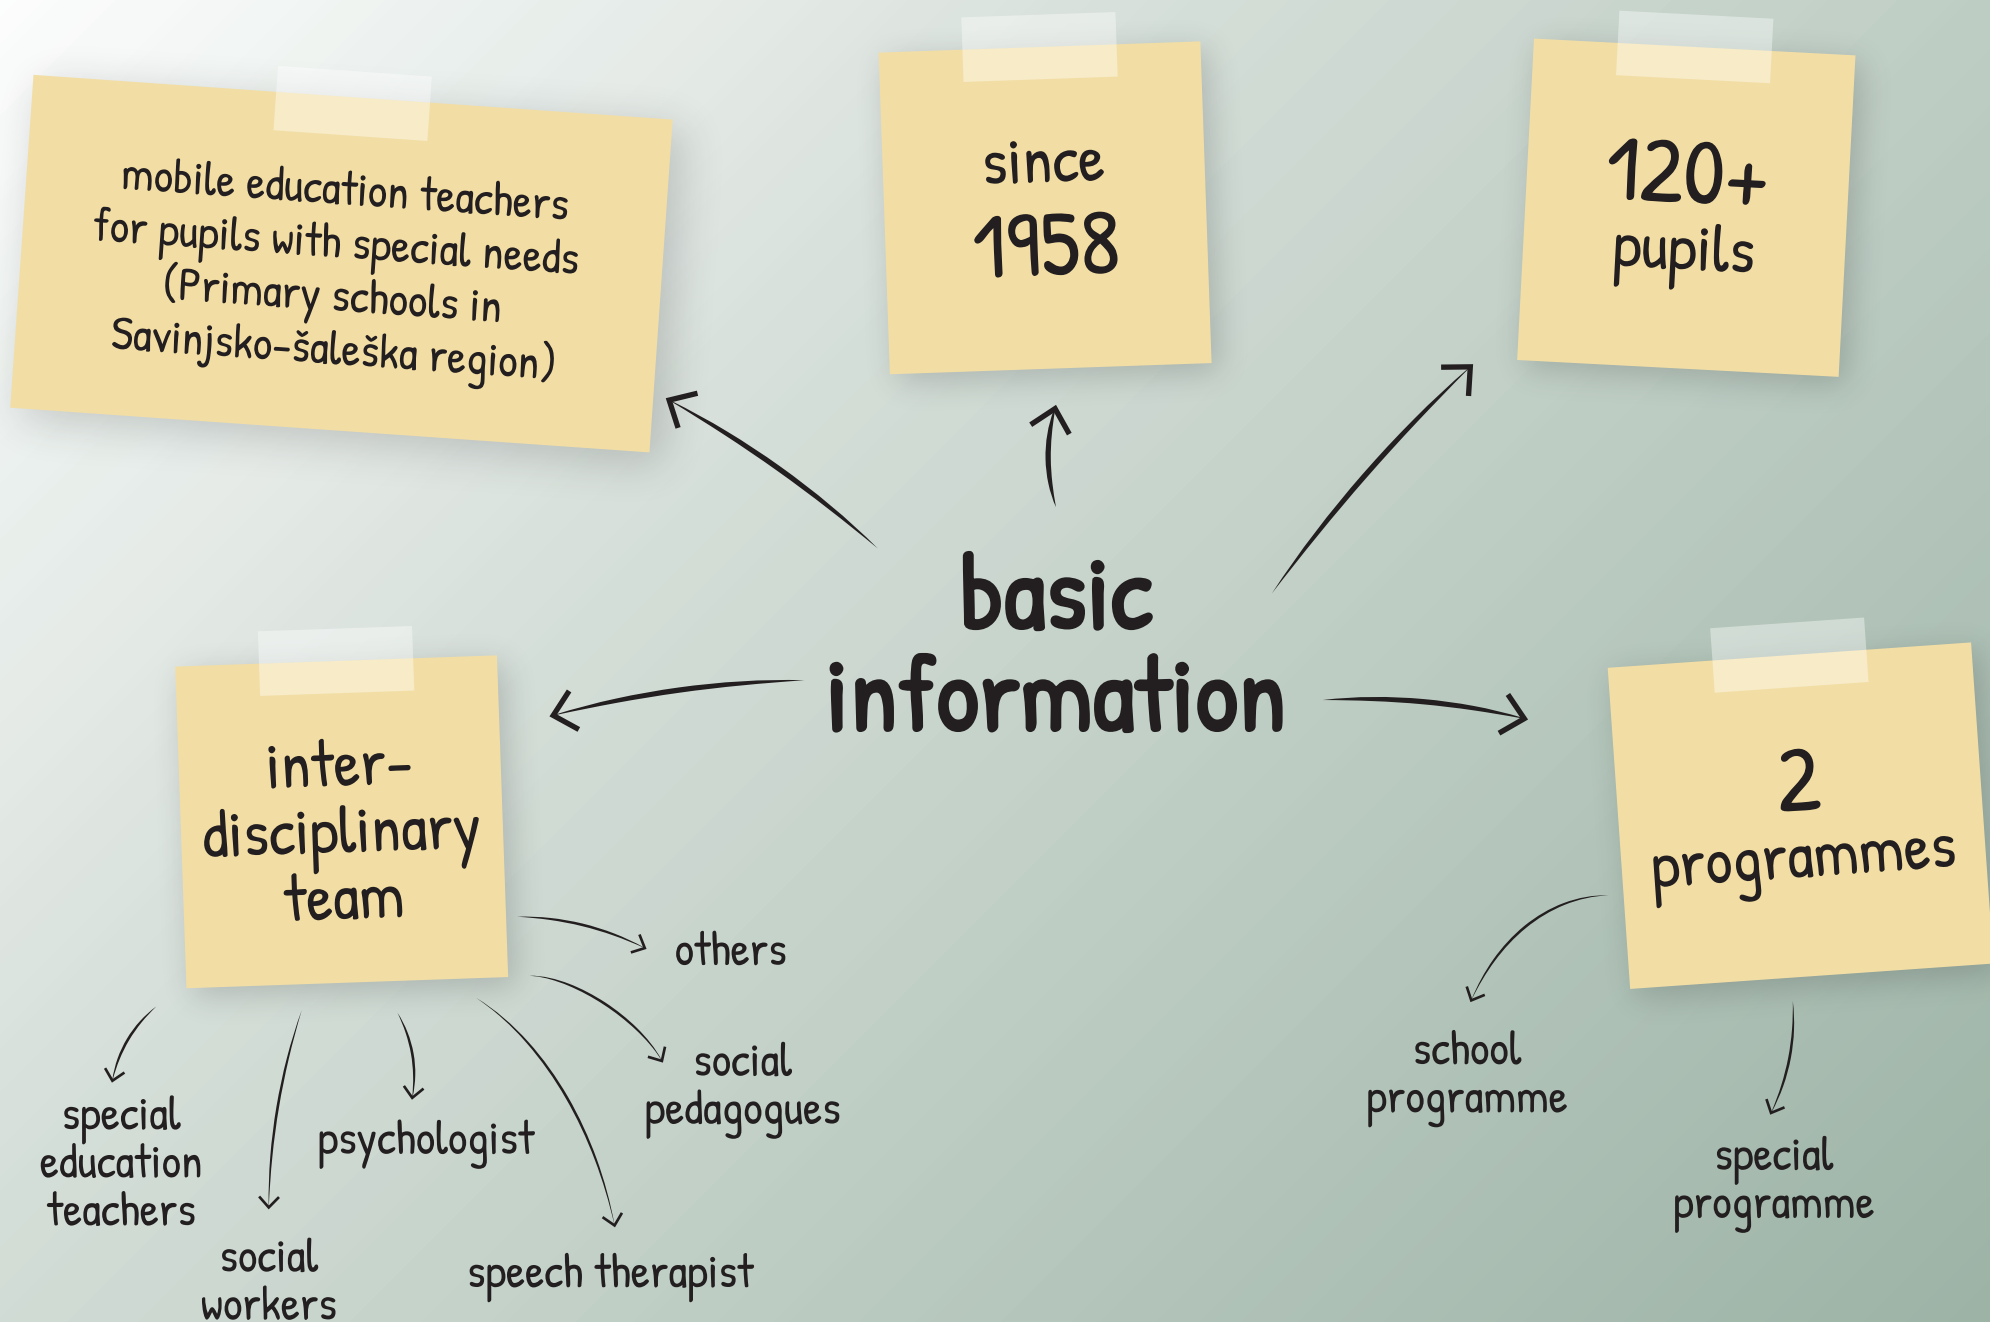 mobile education teachers
for pupils with special needs
(Primary schools in
Savinjsko-šaleška region)
since
1958
120+
pupils
basic
information
inter-
disciplinary
team
2
programmes
others
social
pedagogues
speech therapist
psychologist
social
workers
special
education
teachers
school
programme
special
programme